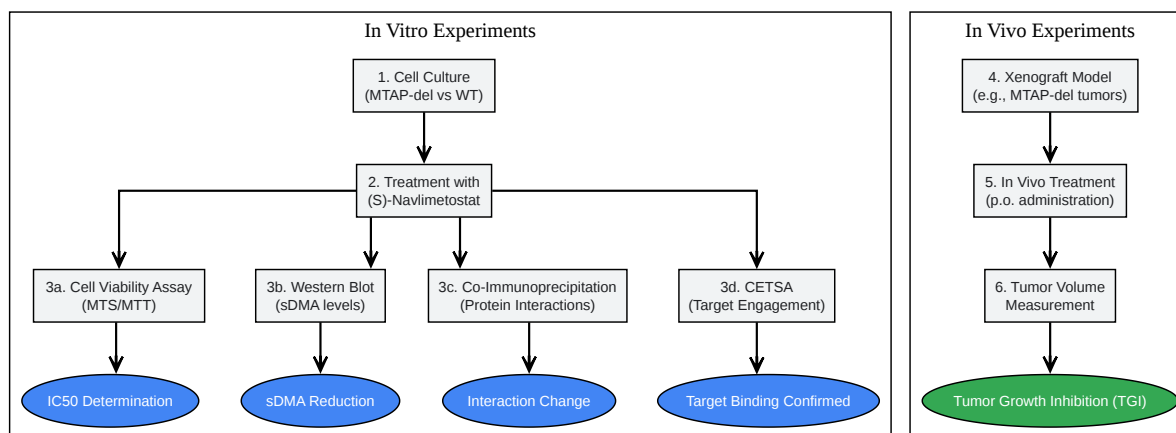 In Vitro Experiments
1. Cell Culture
(MTAP-del vs WT)
2. Treatment with
(S)-Navlimetostat
3a. Cell Viability Assay
(MTS/MTT)
3b. Western Blot
(sDMA levels)
3c. Co-Immunoprecipitation
(Protein Interactions)
3d. CETSA
(Target Engagement)
IC50 Determination
sDMA Reduction
Interaction Change
Target Binding Confirmed
In Vivo Experiments
4. Xenograft Model
(e.g., MTAP-del tumors)
5. In Vivo Treatment
(p.o. administration)
6. Tumor Volume
Measurement
Tumor Growth Inhibition (TGI)